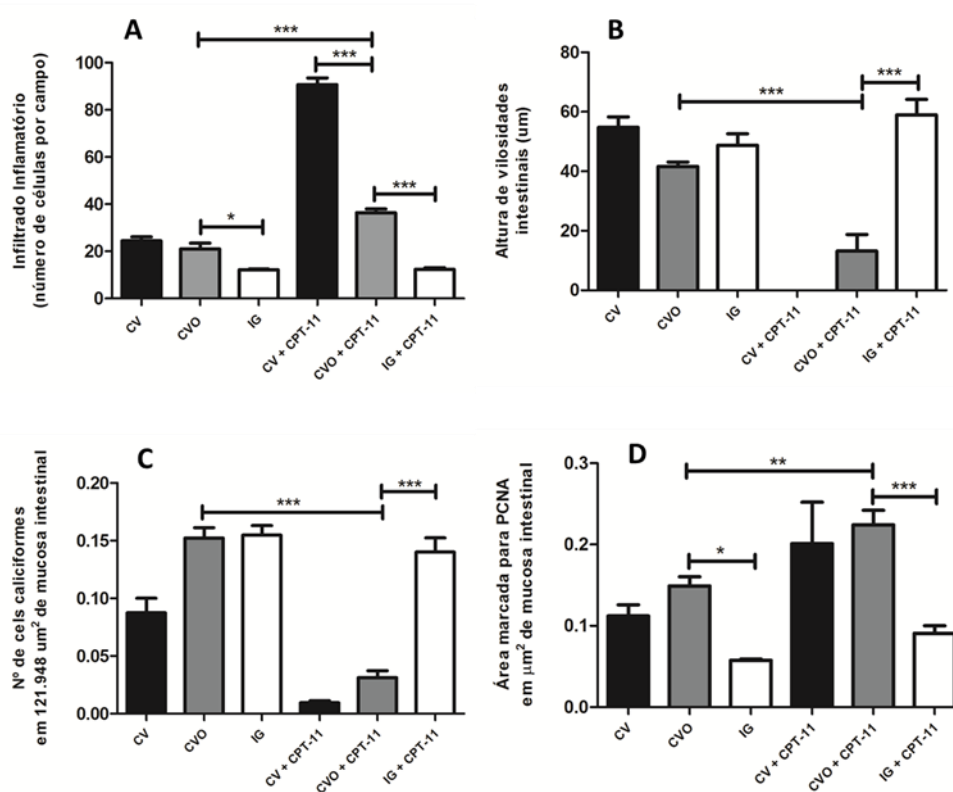 A
Infiltrado Inflamatório
(número de células por campo)
100
80
60
40
20
0
***
***
*
***
CV
CVO
IG
CV + CPT-11
CVO + CPT-11
IG + CPT-11
B
Altura de vilosidades
intestinais (um)
80
60
40
20
0
***
***
CV
CVO
IG
CV + CPT-11
CVO + CPT-11
IG + CPT-11
C
Nº de cels caliciformes
em 121.948 um² de mucosa intestinal
0.20
0.15
0.10
0.05
0.00
***
***
CV
CVO
IG
CV + CPT-11
CVO + CPT-11
IG + CPT-11
D
Área marcada para PCNA
em µm² de mucosa intestinal
0.3
0.2
0.1
0.0
**
***
*
CV
CVO
IG
CV + CPT-11
CVO + CPT-11
IG + CPT-11